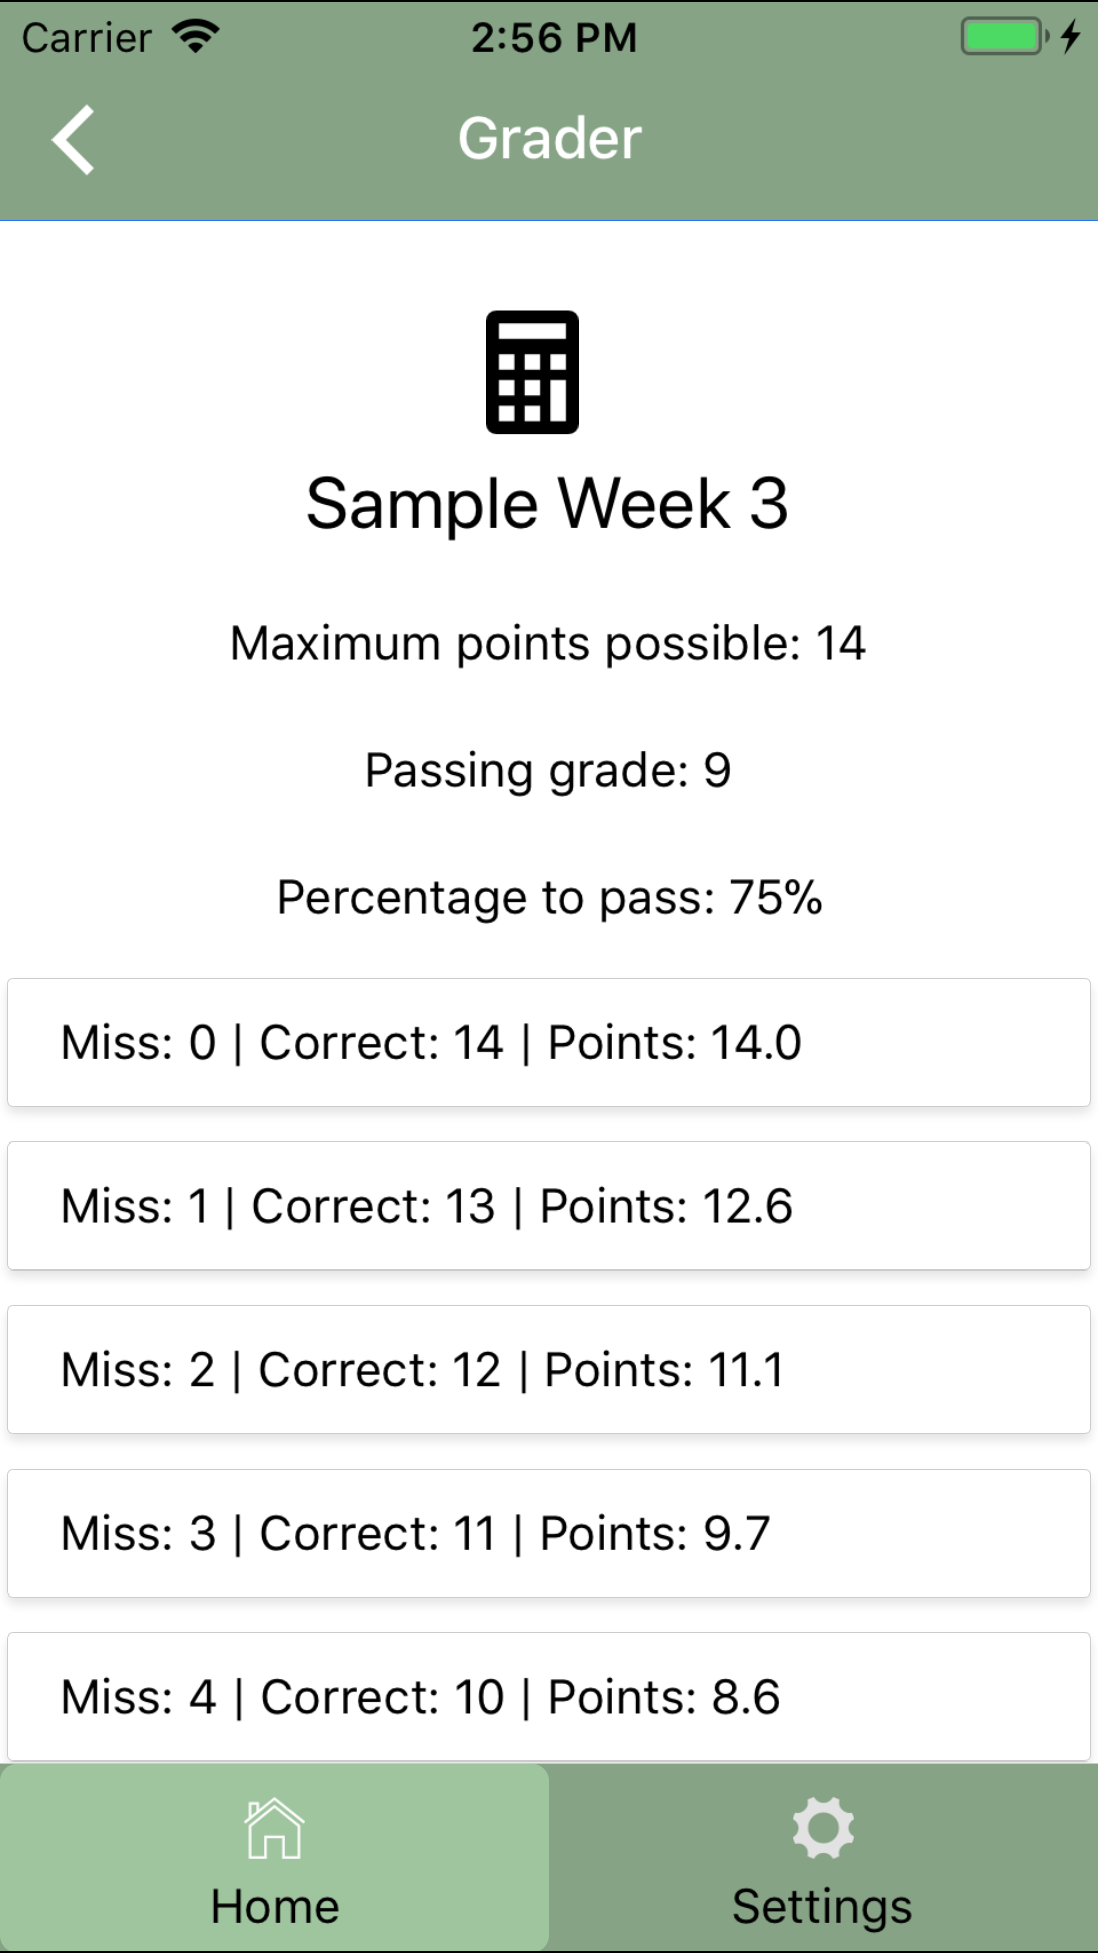 Carrier 2:56 PM
Grader
Sample Week 3
Maximum points possible: 14
Passing grade: 9
Percentage to pass: 75%
Miss: 0 | Correct: 14 | Points: 14.0
Miss: 1 | Correct: 13 | Points: 12.6
Miss: 2 | Correct: 12 | Points: 11.1
Miss: 3 | Correct: 11 | Points: 9.7
Miss: 4 | Correct: 10 | Points: 8.6
Home Settings